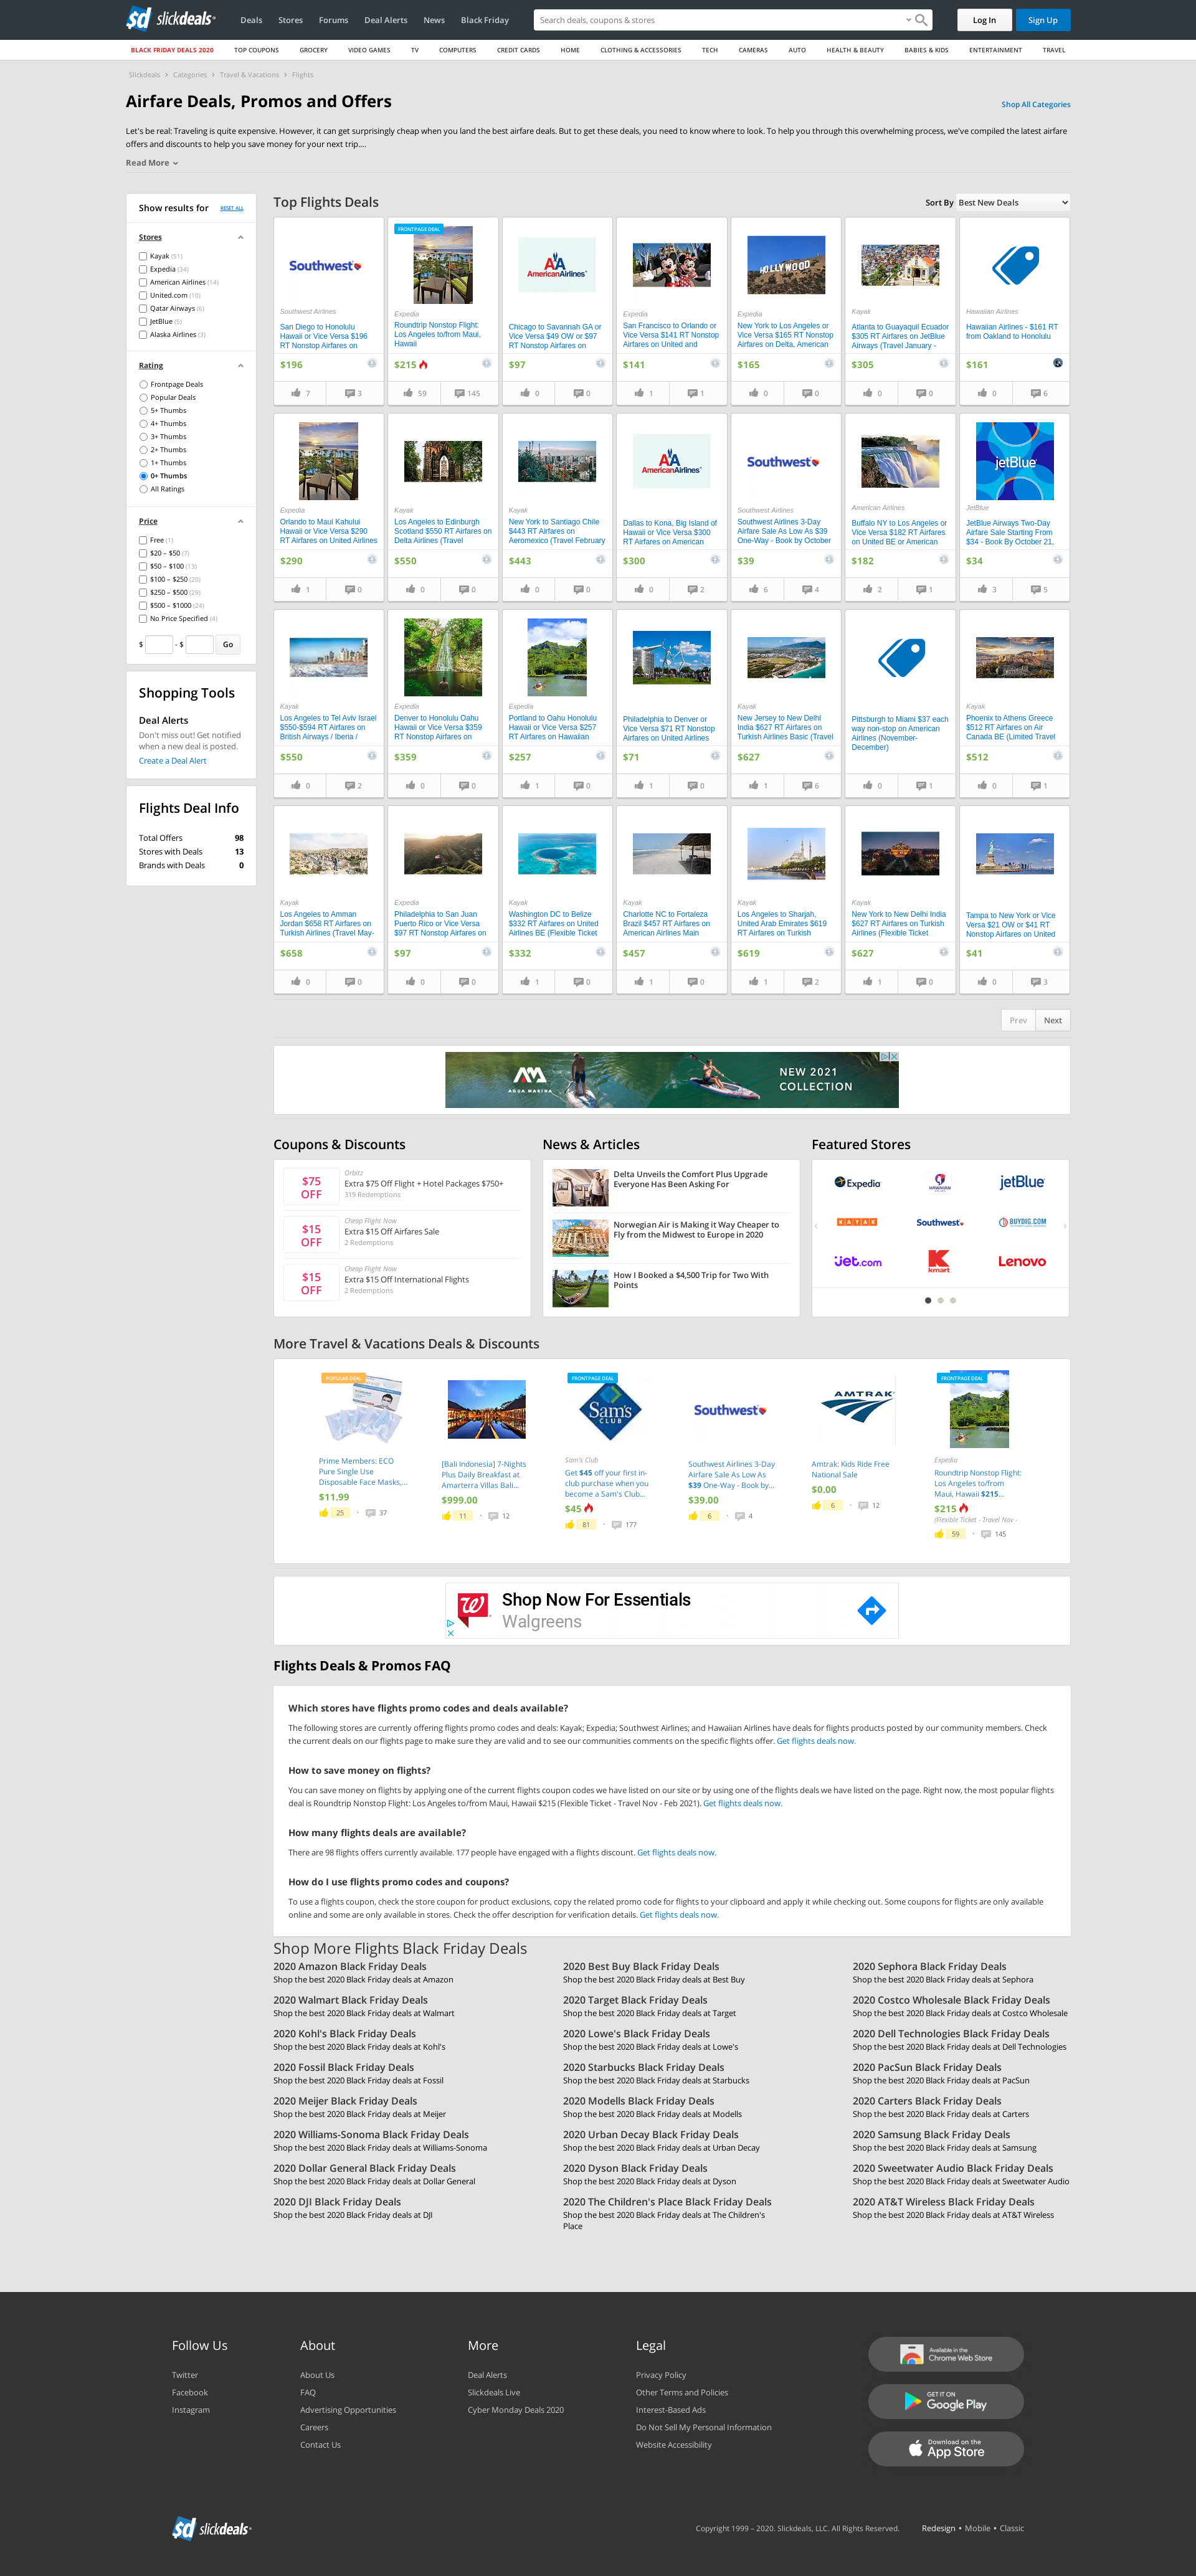 sd slickdeals
Deals
Stores
Forums
Deal Alerts
News
Black Friday
Search deals, coupons & stores
Log In
Sign Up
BLACK FRIDAY DEALS 2020
TOP COUPONS
GROCERY
VIDEO GAMES
TV
COMPUTERS
CREDIT CARDS
HOME
CLOTHING & ACCESSORIES
TECH
CAMERAS
AUTO
HEALTH & BEAUTY
BABIES & KIDS
ENTERTAINMENT
TRAVEL
Slickdeals > Categories > Travel & Vacations > Flights
Airfare Deals, Promos and Offers
Shop All Categories
Let's be real: Traveling is quite expensive. However, it can get surprisingly cheap when you land the best airfare deals. But to get these deals, you need to know where to look. To help you through this overwhelming process, we've compiled the latest airfare
offers and discounts to help you save money for your next trip....
Read More
Show results for
RESET ALL
Stores
Kayak (51)
Expedia (34)
American Airlines (14)
United.com (10)
Qatar Airways (6)
JetBlue (5)
Alaska Airlines (3)
Rating
Frontpage Deals
Popular Deals
5+ Thumbs
4+ Thumbs
3+ Thumbs
2+ Thumbs
1+ Thumbs
0+ Thumbs
All Ratings
Price
Free (1)
$20 – $50 (7)
$50 – $100 (13)
$100 – $250 (20)
$250 – $500 (29)
$500 – $1000 (24)
No Price Specified (4)
$ - $ Go
Shopping Tools
Deal Alerts
Don't miss out! Get notified
when a new deal is posted.
Create a Deal Alert
Flights Deal Info
Total Offers 98
Stores with Deals 13
Brands with Deals 0
Top Flights Deals
Sort By Best New Deals
Southwest
Southwest Airlines
San Diego to Honolulu
Hawaii or Vice Versa $196
RT Nonstop Airfares on
$196
7 3
FRONTPAGE DEAL
Expedia
Roundtrip Nonstop Flight:
Los Angeles to/from Maui,
Hawaii
$215
59 145
AmericanAirlines
Chicago to Savannah GA or
Vice Versa $49 OW or $97
RT Nonstop Airfares on
$97
0 0
Expedia
San Francisco to Orlando or
Vice Versa $141 RT Nonstop
Airfares on United and
$141
1 1
HOLLYWOOD
Expedia
New York to Los Angeles or
Vice Versa $165 RT Nonstop
Airfares on Delta, American
$165
0 0
Kayak
Atlanta to Guayaquil Ecuador
$305 RT Airfares on JetBlue
Airways (Travel January -
$305
0 0
Hawaiian Airlines
Hawaiian Airlines - $161 RT
from Oakland to Honolulu
$161
0 6
Expedia
Orlando to Maui Kahului
Hawaii or Vice Versa $290
RT Airfares on United Airlines
$290
1 0
Kayak
Los Angeles to Edinburgh
Scotland $550 RT Airfares on
Delta Airlines (Travel
$550
0 0
Kayak
New York to Santiago Chile
$443 RT Airfares on
Aeromexico (Travel February
$443
0 0
AmericanAirlines
Dallas to Kona, Big Island of
Hawaii or Vice Versa $300
RT Airfares on American
$300
0 2
Southwest
Southwest Airlines
Southwest Airlines 3-Day
Airfare Sale As Low As $39
One-Way - Book by October
$39
6 4
American Airlines
Buffalo NY to Los Angeles or
Vice Versa $182 RT Airfares
on United BE or American
$182
2 1
jetBlue
JetBlue
JetBlue Airways Two-Day
Airfare Sale Starting From
$34 - Book By October 21,
$34
3 5
Kayak
Los Angeles to Tel Aviv Israel
$550-$594 RT Airfares on
British Airways / Iberia /
$550
0 2
Expedia
Denver to Honolulu Oahu
Hawaii or Vice Versa $359
RT Nonstop Airfares on
$359
0 0
Expedia
Portland to Oahu Honolulu
Hawaii or Vice Versa $257
RT Airfares on Hawaiian
$257
1 0
Philadelphia to Denver or
Vice Versa $71 RT Nonstop
Airfares on United Airlines
$71
1 0
Kayak
New Jersey to New Delhi
India $627 RT Airfares on
Turkish Airlines Basic (Travel
$627
1 6
Pittsburgh to Miami $37 each
way non-stop on American
Airlines (November-
December)
0 1
Kayak
Phoenix to Athens Greece
$512 RT Airfares on Air
Canada BE (Limited Travel
$512
0 1
Kayak
Los Angeles to Amman
Jordan $658 RT Airfares on
Turkish Airlines (Travel May-
$658
0 0
Expedia
Philadelphia to San Juan
Puerto Rico or Vice Versa
$97 RT Nonstop Airfares on
$97
0 0
Kayak
Washington DC to Belize
$332 RT Airfares on United
Airlines BE (Flexible Ticket
$332
1 0
Kayak
Charlotte NC to Fortaleza
Brazil $457 RT Airfares on
American Airlines Main
$457
1 0
Kayak
Los Angeles to Sharjah,
United Arab Emirates $619
RT Airfares on Turkish
$619
1 2
Kayak
New York to New Delhi India
$627 RT Airfares on Turkish
Airlines (Flexible Ticket
$627
1 0
Tampa to New York or Vice
Versa $21 OW or $41 RT
Nonstop Airfares on United
$41
0 3
Prev Next
AQUA MARINA
NEW 2021
COLLECTION
Coupons & Discounts
$75
OFF
Orbitz
Extra $75 Off Flight + Hotel Packages $750+
319 Redemptions
$15
OFF
Cheap Flight Now
Extra $15 Off Airfares Sale
2 Redemptions
$15
OFF
Cheap Flight Now
Extra $15 Off International Flights
2 Redemptions
News & Articles
Delta Unveils the Comfort Plus Upgrade
Everyone Has Been Asking For
Norwegian Air is Making it Way Cheaper to
Fly from the Midwest to Europe in 2020
How I Booked a $4,500 Trip for Two With
Points
Featured Stores
Expedia
HAWAIIAN AIRLINES
jetBlue
KAYAK
Southwest
BUYDIG.COM
jet.com
kmart
Lenovo
More Travel & Vacations Deals & Discounts
POPULAR DEAL
Prime Members: ECO
Pure Single Use
Disposable Face Masks,...
$11.99
25 · 37
[Bali Indonesia] 7-Nights
Plus Daily Breakfast at
Amarterra Villas Bali...
$999.00
11 · 12
FRONTPAGE DEAL
Sam's CLUB
Sam's Club
Get $45 off your first in-
club purchase when you
become a Sam's Club...
$45
81 · 177
Southwest
Southwest Airlines 3-Day
Airfare Sale As Low As
$39 One-Way - Book by...
$39.00
6 · 4
AMTRAK
Amtrak: Kids Ride Free
National Sale
$0.00
6 · 12
FRONTPAGE DEAL
Expedia
Roundtrip Nonstop Flight:
Los Angeles to/from
Maui, Hawaii $215...
$215
(Flexible Ticket - Travel Nov -
59 · 145
Shop Now For Essentials
Walgreens
Flights Deals & Promos FAQ
Which stores have flights promo codes and deals available?
The following stores are currently offering flights promo codes and deals: Kayak; Expedia; Southwest Airlines; and Hawaiian Airlines have deals for flights products posted by our community members. Check
the current deals on our flights page to make sure they are valid and to see our communities comments on the specific flights offer. Get flights deals now.
How to save money on flights?
You can save money on flights by applying one of the current flights coupon codes we have listed on our site or by using one of the flights deals we have listed on the page. Right now, the most popular flights
deal is Roundtrip Nonstop Flight: Los Angeles to/from Maui, Hawaii $215 (Flexible Ticket - Travel Nov - Feb 2021). Get flights deals now.
How many flights deals are available?
There are 98 flights offers currently available. 177 people have engaged with a flights discount. Get flights deals now.
How do I use flights promo codes and coupons?
To use a flights coupon, check the store coupon for product exclusions, copy the related promo code for flights to your clipboard and apply it while checking out. Some coupons for flights are only available
online and some are only available in stores. Check the offer description for verification details. Get flights deals now.
Shop More Flights Black Friday Deals
2020 Amazon Black Friday Deals
Shop the best 2020 Black Friday deals at Amazon
2020 Best Buy Black Friday Deals
Shop the best 2020 Black Friday deals at Best Buy
2020 Sephora Black Friday Deals
Shop the best 2020 Black Friday deals at Sephora
2020 Walmart Black Friday Deals
Shop the best 2020 Black Friday deals at Walmart
2020 Target Black Friday Deals
Shop the best 2020 Black Friday deals at Target
2020 Costco Wholesale Black Friday Deals
Shop the best 2020 Black Friday deals at Costco Wholesale
2020 Kohl's Black Friday Deals
Shop the best 2020 Black Friday deals at Kohl's
2020 Lowe's Black Friday Deals
Shop the best 2020 Black Friday deals at Lowe's
2020 Dell Technologies Black Friday Deals
Shop the best 2020 Black Friday deals at Dell Technologies
2020 Fossil Black Friday Deals
Shop the best 2020 Black Friday deals at Fossil
2020 Starbucks Black Friday Deals
Shop the best 2020 Black Friday deals at Starbucks
2020 PacSun Black Friday Deals
Shop the best 2020 Black Friday deals at PacSun
2020 Meijer Black Friday Deals
Shop the best 2020 Black Friday deals at Meijer
2020 Modells Black Friday Deals
Shop the best 2020 Black Friday deals at Modells
2020 Carters Black Friday Deals
Shop the best 2020 Black Friday deals at Carters
2020 Williams-Sonoma Black Friday Deals
Shop the best 2020 Black Friday deals at Williams-Sonoma
2020 Urban Decay Black Friday Deals
Shop the best 2020 Black Friday deals at Urban Decay
2020 Samsung Black Friday Deals
Shop the best 2020 Black Friday deals at Samsung
2020 Dollar General Black Friday Deals
Shop the best 2020 Black Friday deals at Dollar General
2020 Dyson Black Friday Deals
Shop the best 2020 Black Friday deals at Dyson
2020 Sweetwater Audio Black Friday Deals
Shop the best 2020 Black Friday deals at Sweetwater Audio
2020 DJI Black Friday Deals
Shop the best 2020 Black Friday deals at DJI
2020 The Children's Place Black Friday Deals
Shop the best 2020 Black Friday deals at The Children's
Place
2020 AT&T Wireless Black Friday Deals
Shop the best 2020 Black Friday deals at AT&T Wireless
Follow Us
Twitter
Facebook
Instagram
About
About Us
FAQ
Advertising Opportunities
Careers
Contact Us
More
Deal Alerts
Slickdeals Live
Cyber Monday Deals 2020
Legal
Privacy Policy
Other Terms and Policies
Interest-Based Ads
Do Not Sell My Personal Information
Website Accessibility
Available in the
Chrome Web Store
GET IT ON
Google Play
Download on the
App Store
sd slickdeals
Copyright 1999 – 2020. Slickdeals, LLC. All Rights Reserved.
Redesign • Mobile • Classic